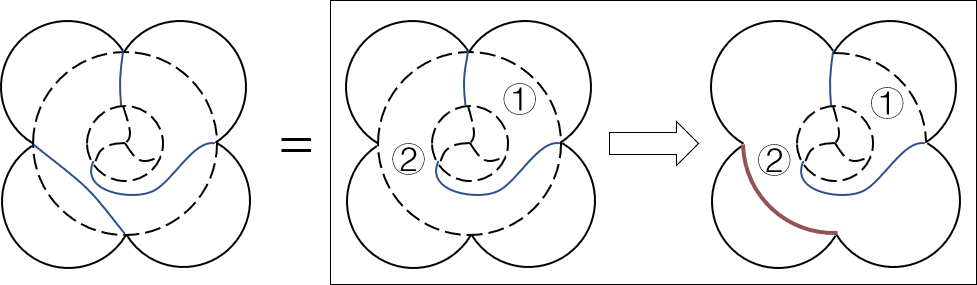 =
① ②
① ②